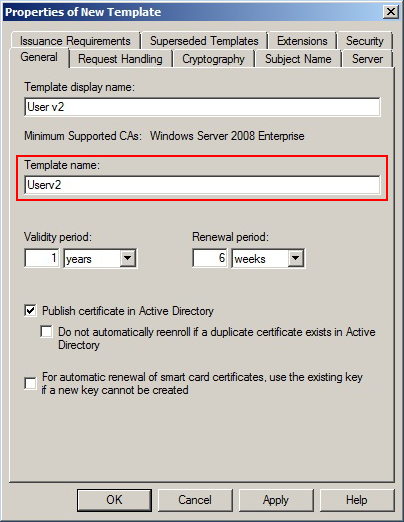 Properties of New Template
Issuance Requirements Superseded Templates Extensions Security
General Request Handling Cryptography Subject Name Server
Template display name:
User v2
Minimum Supported CAs: Windows Server 2008 Enterprise
Template name:
Userv2
Validity period: Renewal period:
1 years 6 weeks
Publish certificate in Active Directory
Do not automatically reenroll if a duplicate certificate exists in Active
Directory
For automatic renewal of smart card certificates, use the existing key
if a new key cannot be created
OK Cancel Apply Help